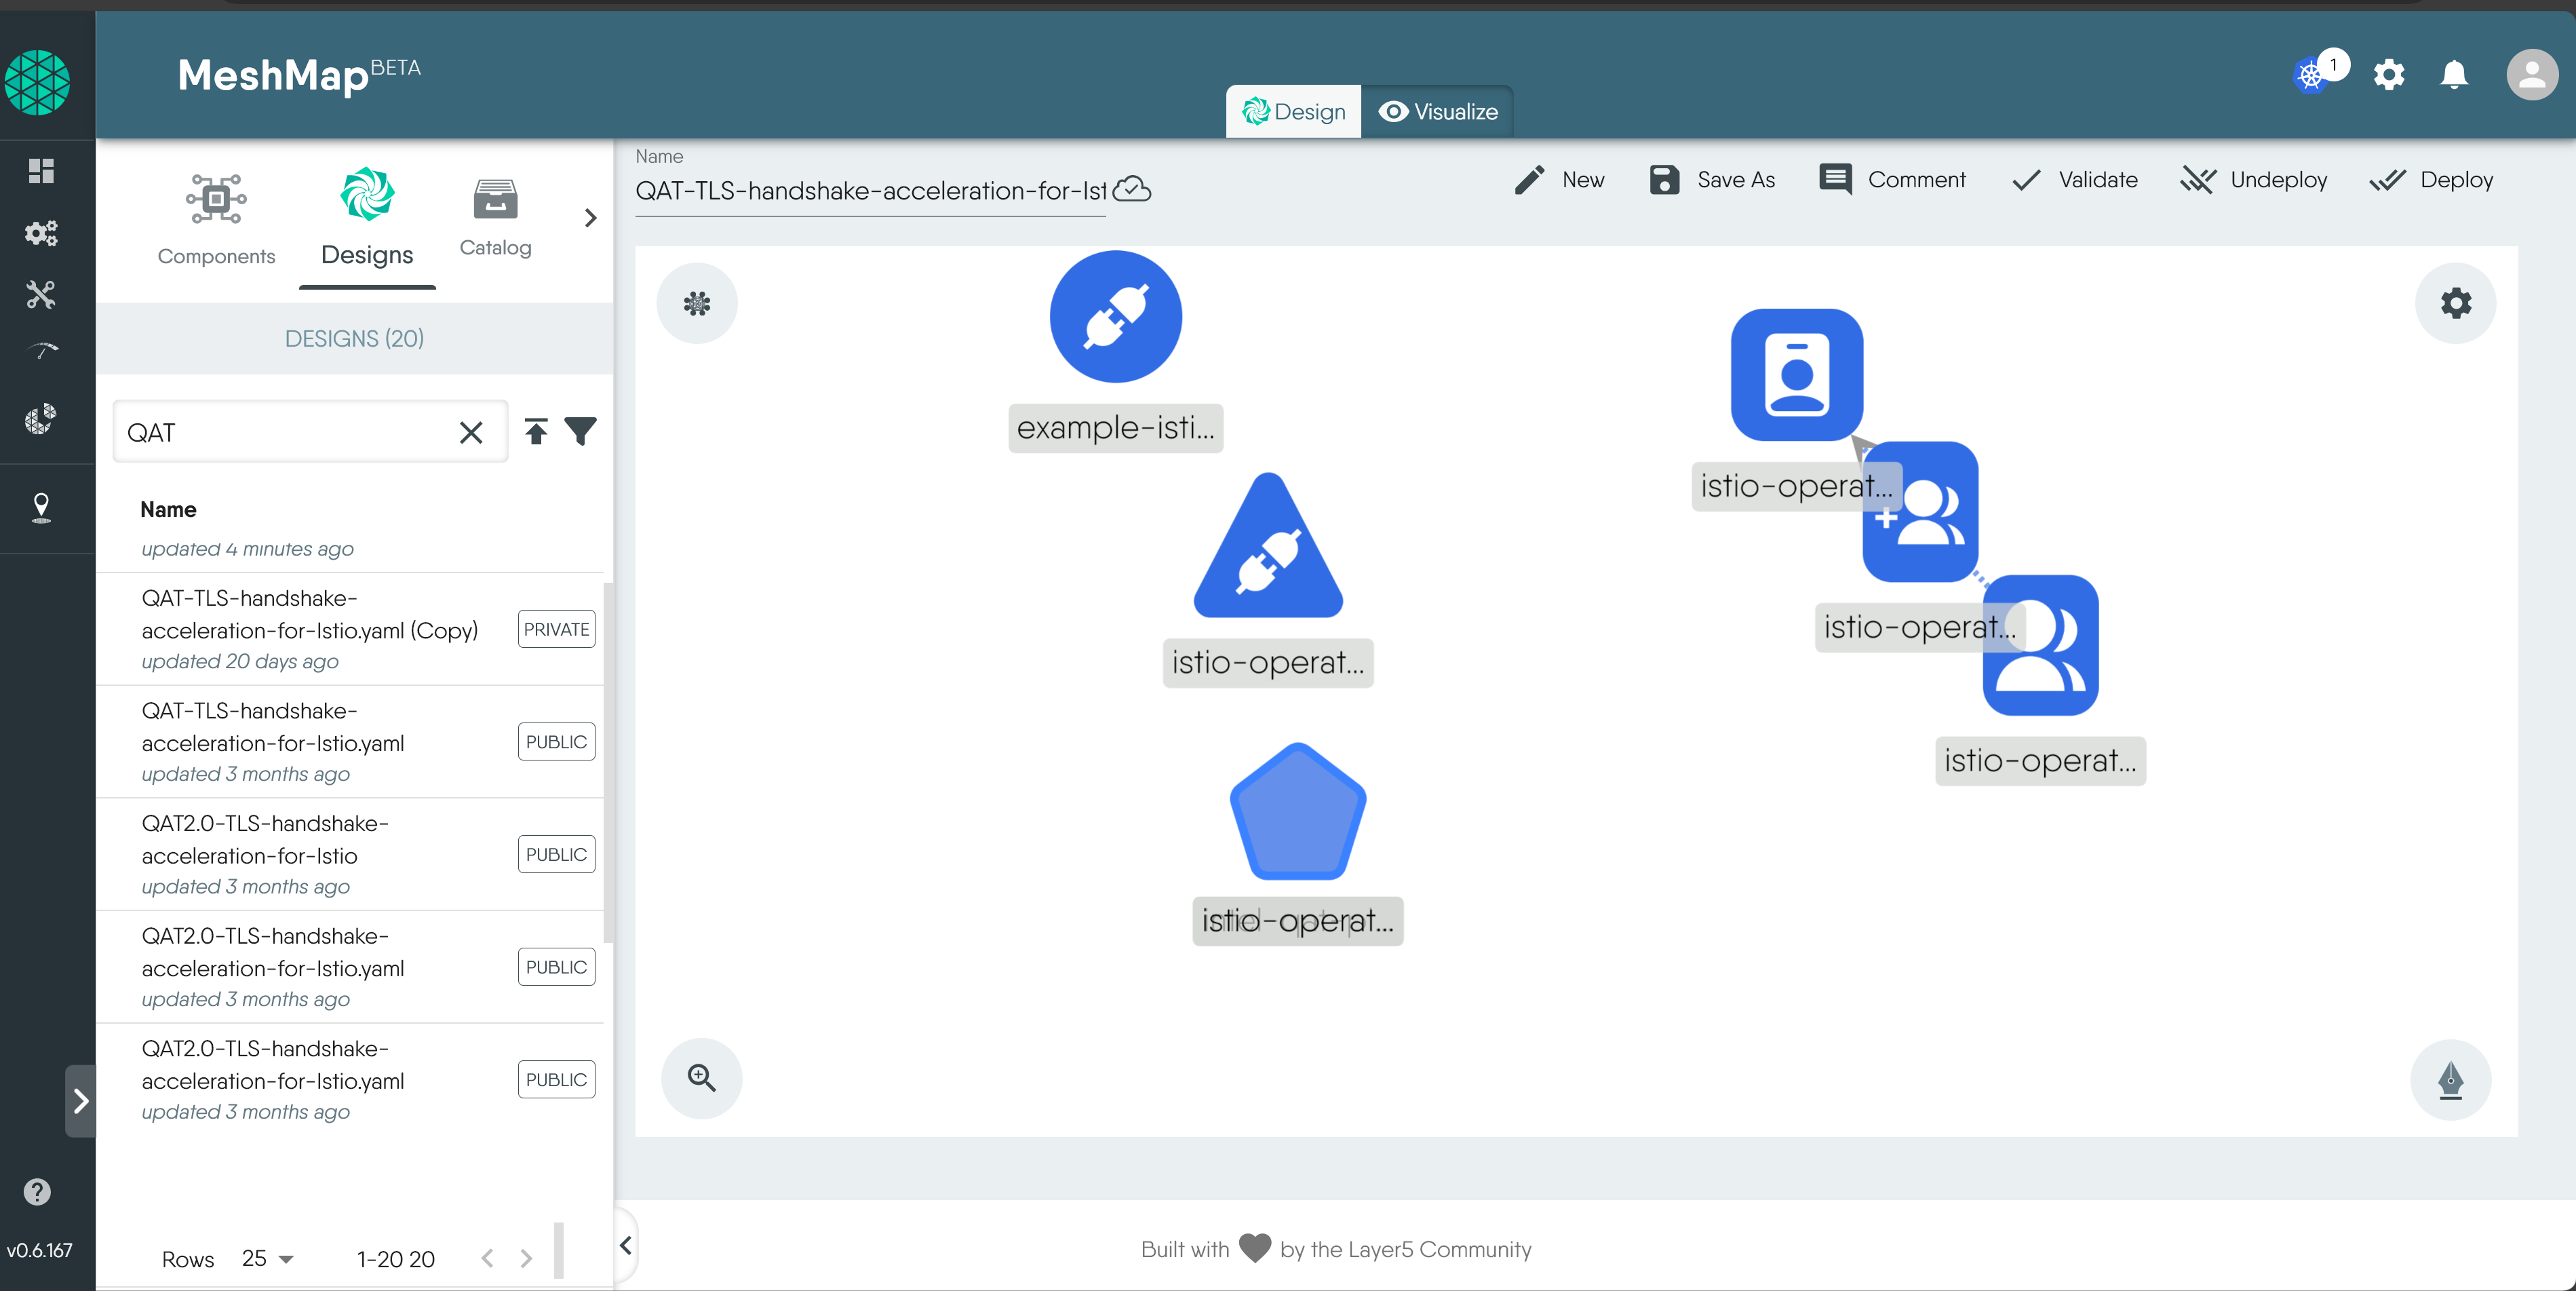 MeshMap BETA
1
Design
Visualize
Components
Designs
Catalog
DESIGNS (20)
QAT
Name
updated 4 minutes ago
QAT-TLS-handshake-
acceleration-for-Istio.yaml (Copy)
PRIVATE
updated 20 days ago
QAT-TLS-handshake-
acceleration-for-Istio.yaml
PUBLIC
updated 3 months ago
QAT2.0-TLS-handshake-
acceleration-for-Istio
PUBLIC
updated 3 months ago
QAT2.0-TLS-handshake-
acceleration-for-Istio.yaml
PUBLIC
updated 3 months ago
QAT2.0-TLS-handshake-
acceleration-for-Istio.yaml
PUBLIC
updated 3 months ago
Rows 25 1-20 20
v0.6.167
Name
QAT-TLS-handshake-acceleration-for-Ist
New
Save As
Comment
Validate
Undeploy
Deploy
example-isti...
istio-operat...
istio-operat...
istio-operat...
istio-operat...
istio-operat...
Built with by the Layer5 Community